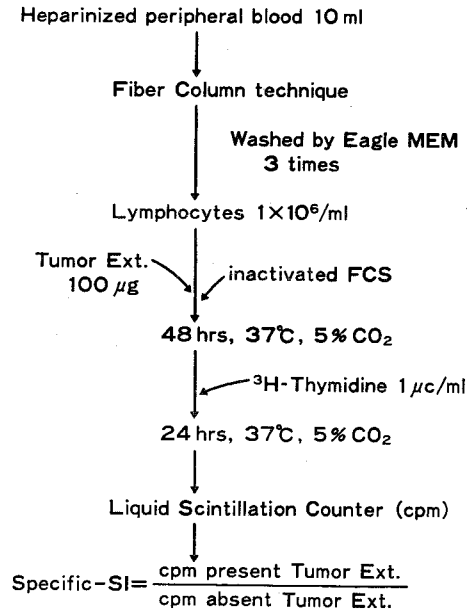 Heparinized peripheral blood 10 ml
Fiber Column technique
Washed by Eagle MEM
3 times
Lymphocytes 1×10⁶/ml
Tumor Ext.
100 μg
inactivated FCS
48 hrs, 37℃, 5% CO₂
³H-Thymidine 1 μc/ml
24 hrs, 37℃, 5% CO₂
Liquid Scintillation Counter (cpm)
cpm present Tumor Ext.
Specific-SI=
cpm absent Tumor Ext.